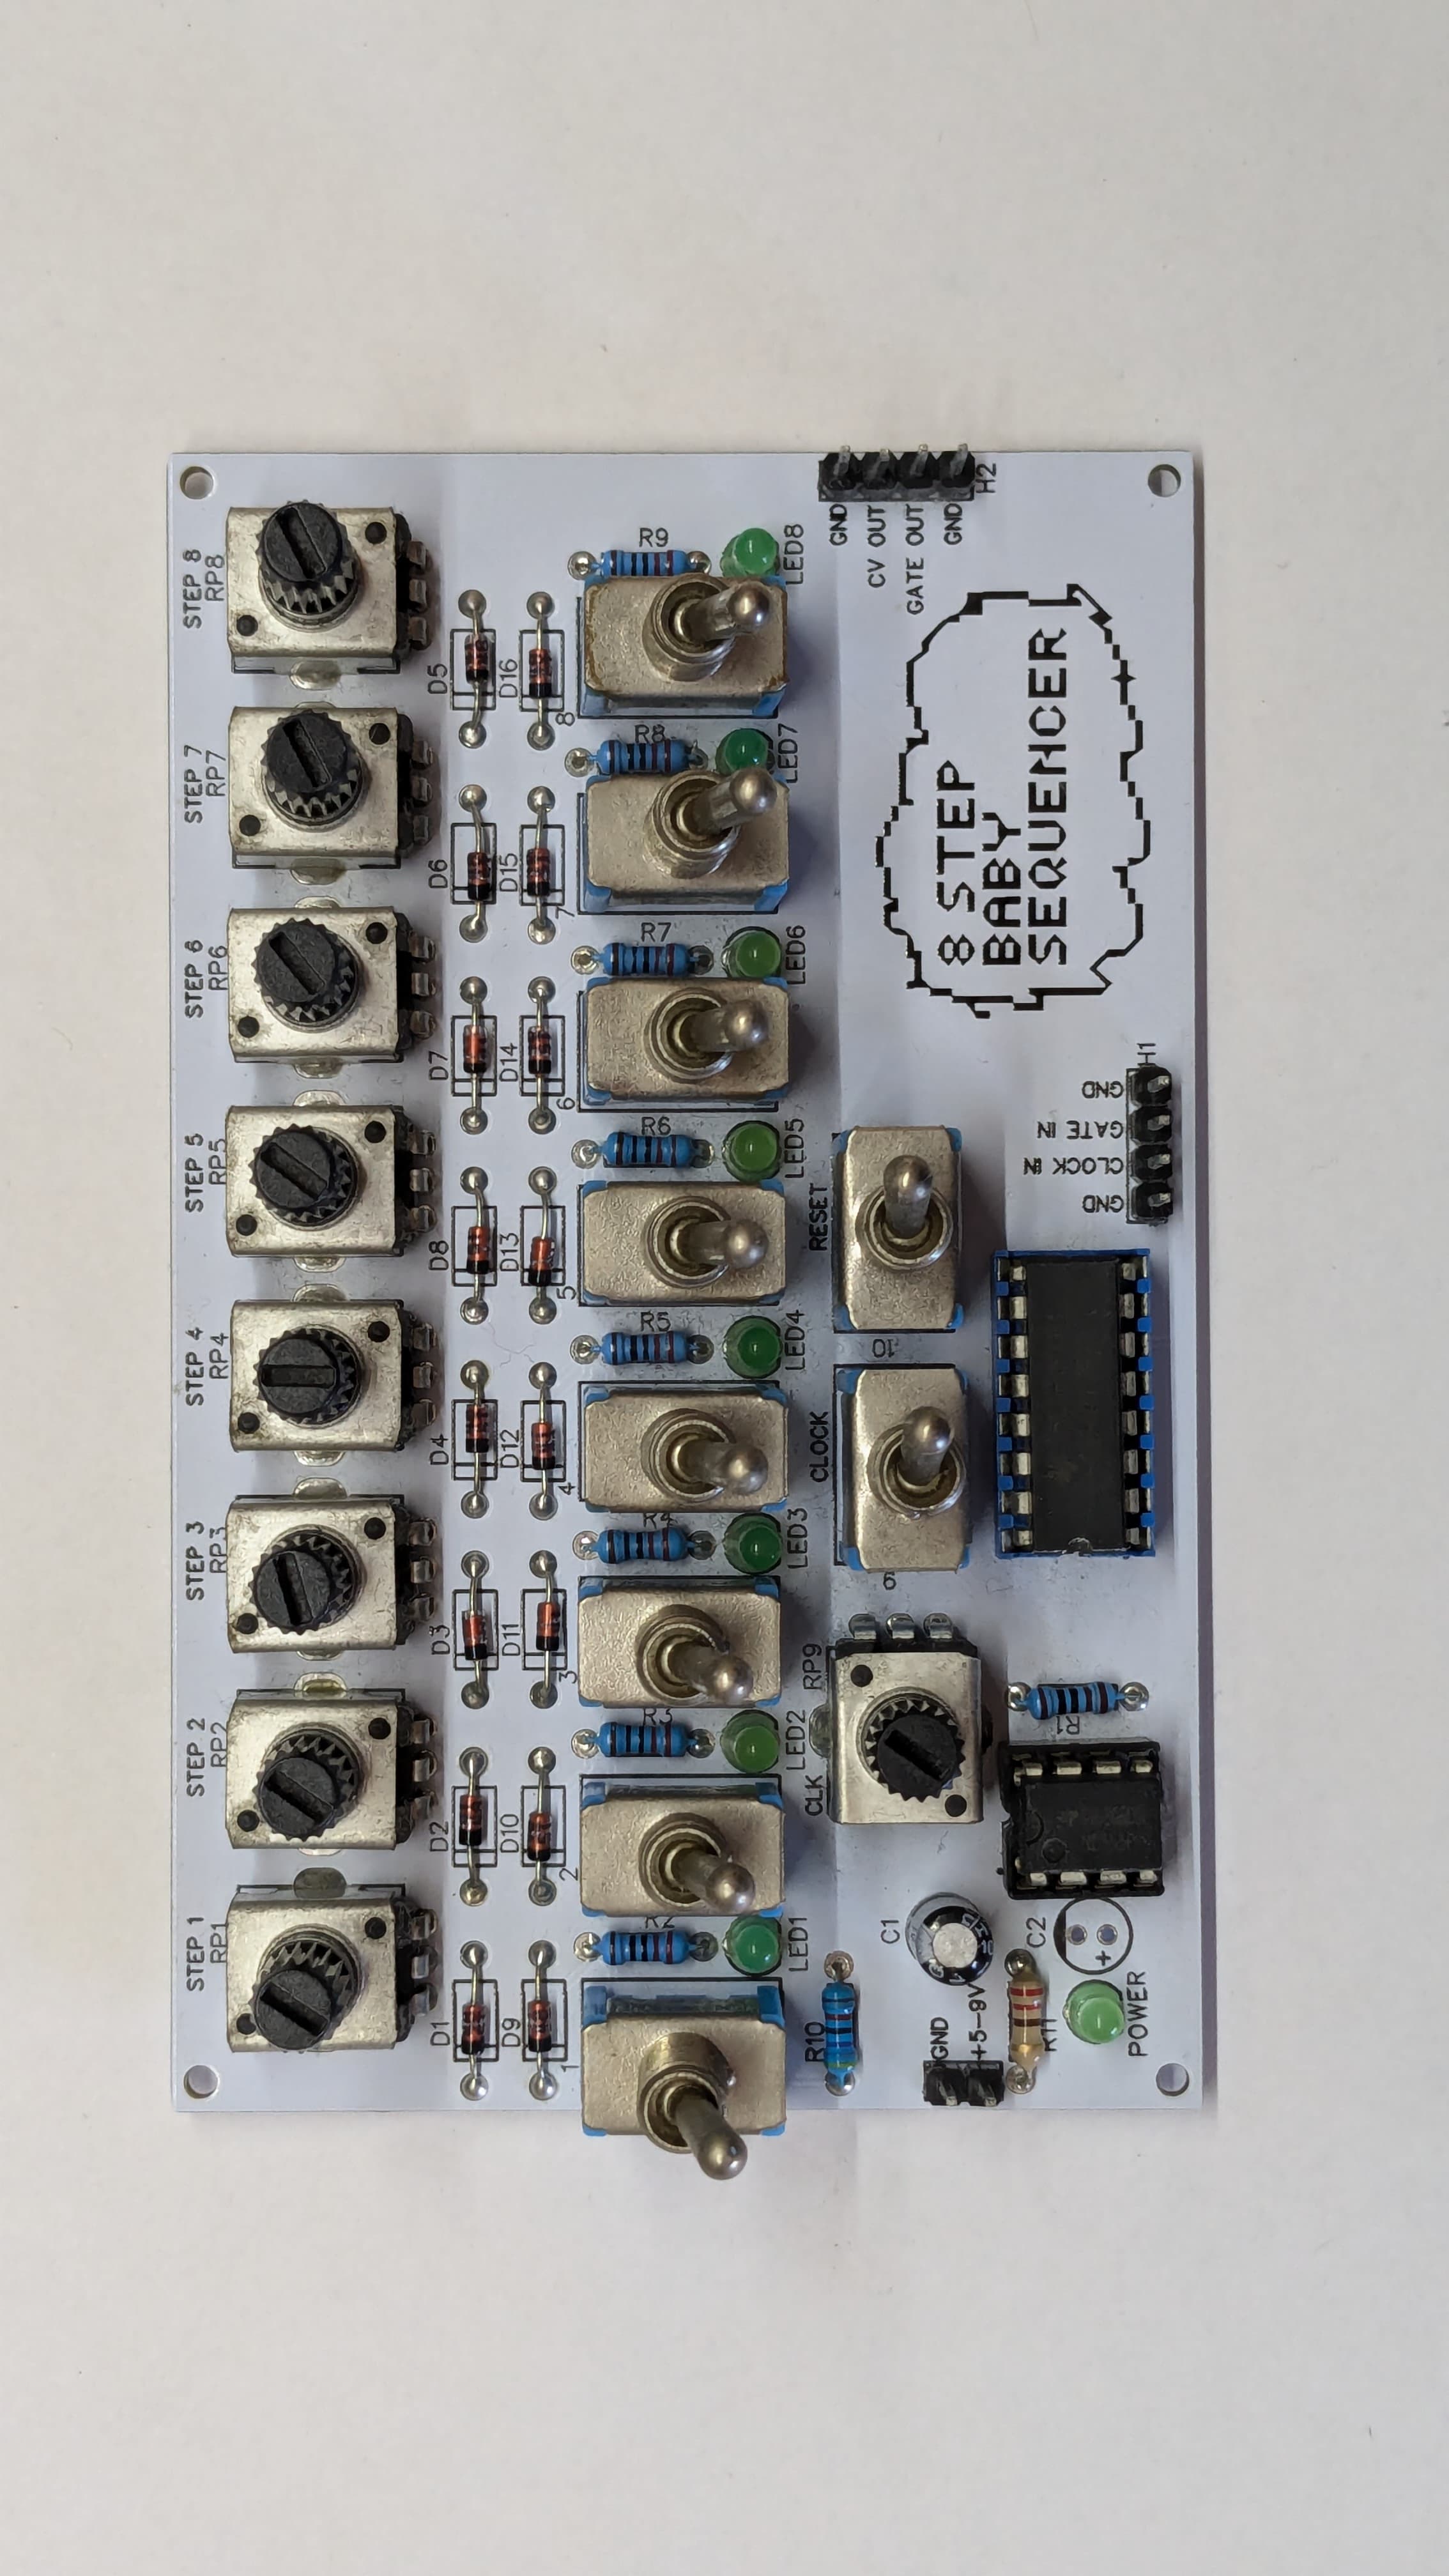 STEP 1 STEP 2 STEP 3 STEP 4 STEP 5 STEP 6 STEP 7 STEP 8
RP1 RP2 RP3 RP4 RP5 RP6 RP7 RP8
D1 D2 D3 D4 D8 D7 D6 D5
D9 D10 D11 D12 D13 D14 D15 D16
1 2 3 4 5 6 7 8
R2 R3 R4 R5 R6 R7 R8 R9
LED1 LED2 LED3 LED4 LED5 LED6 LED7 LED8
R10 CLK RP9 CLOCK RESET
9 10
C1
GND
+5-9V
R11 C2
POWER
R1
GND
CLOCK IN
GATE IN
GND
H1
8 STEP
BABY
SEQUENCER
GND
CV OUT
GATE OUT
GND
H2